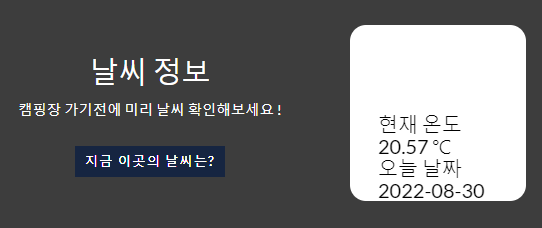 날씨 정보
캠핑장 가기전에 미리 날씨 확인해보세요 !
지금 이곳의 날씨는?
현재 온도
20.57 ℃
오늘 날짜
2022-08-30